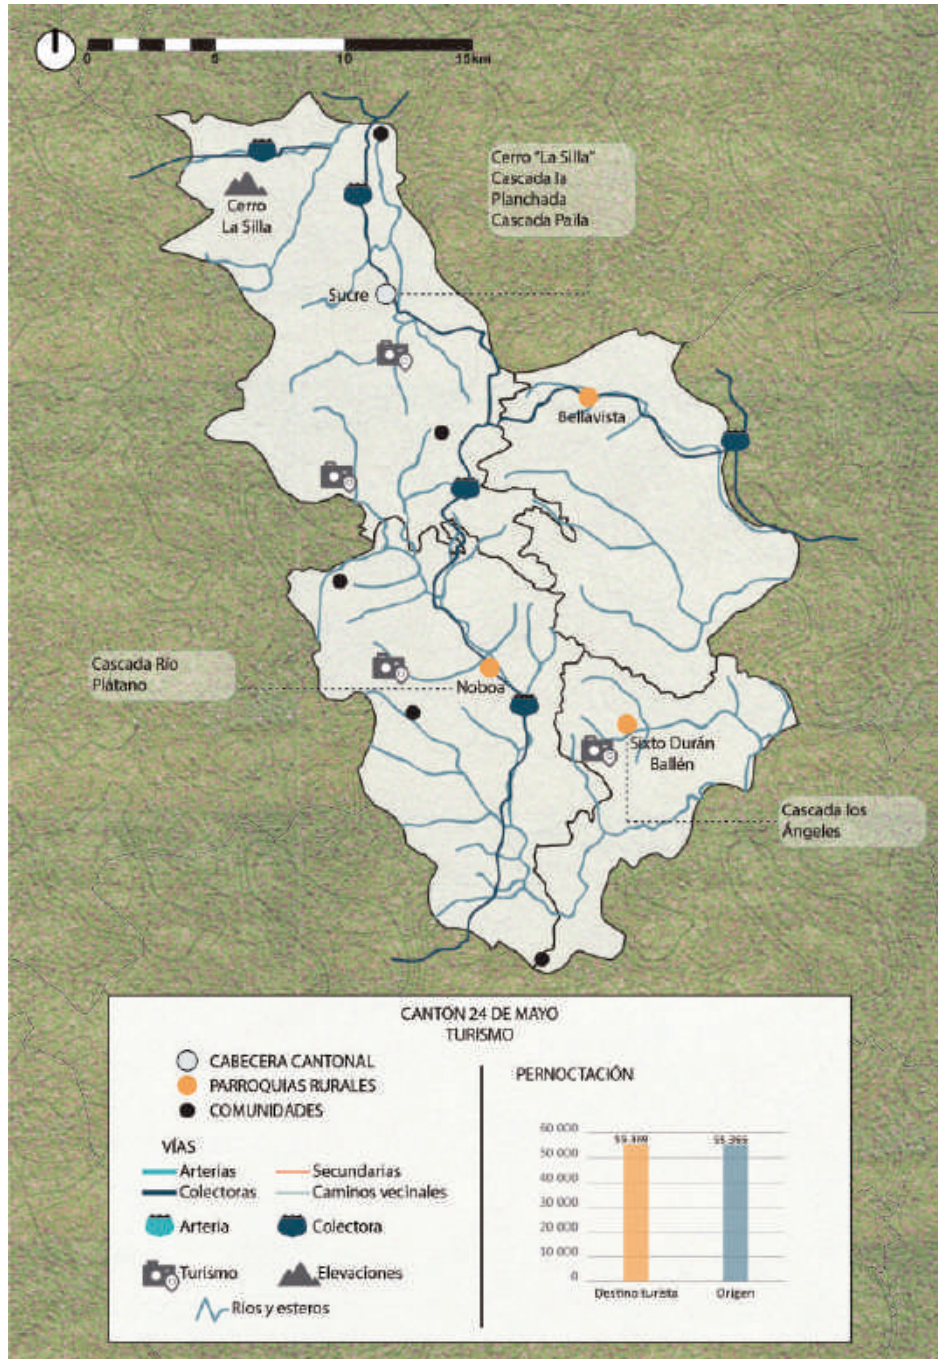 0 5 10 15km
Cerro "La Silla"
Cascada la
Planchada
Cascada Paila
Cerro
La Silla
Sucre
Bellavista
Cascada Río
Plátano
Noboa
Sixto Durán
Ballén
Cascada los
Ángeles
CANTÓN 24 DE MAYO
TURISMO
CABECERA CANTONAL
PARROQUIAS RURALES
COMUNIDADES
VÍAS
Arterias
Secundarias
Colectoras
Caminos vecinales
Arteria
Colectora
Turismo
Elevaciones
Ríos y esteros
PERNOCTACIÓN
60 000
50 000
40 000
30 000
20 000
10 000
0
Destino turista
Origen